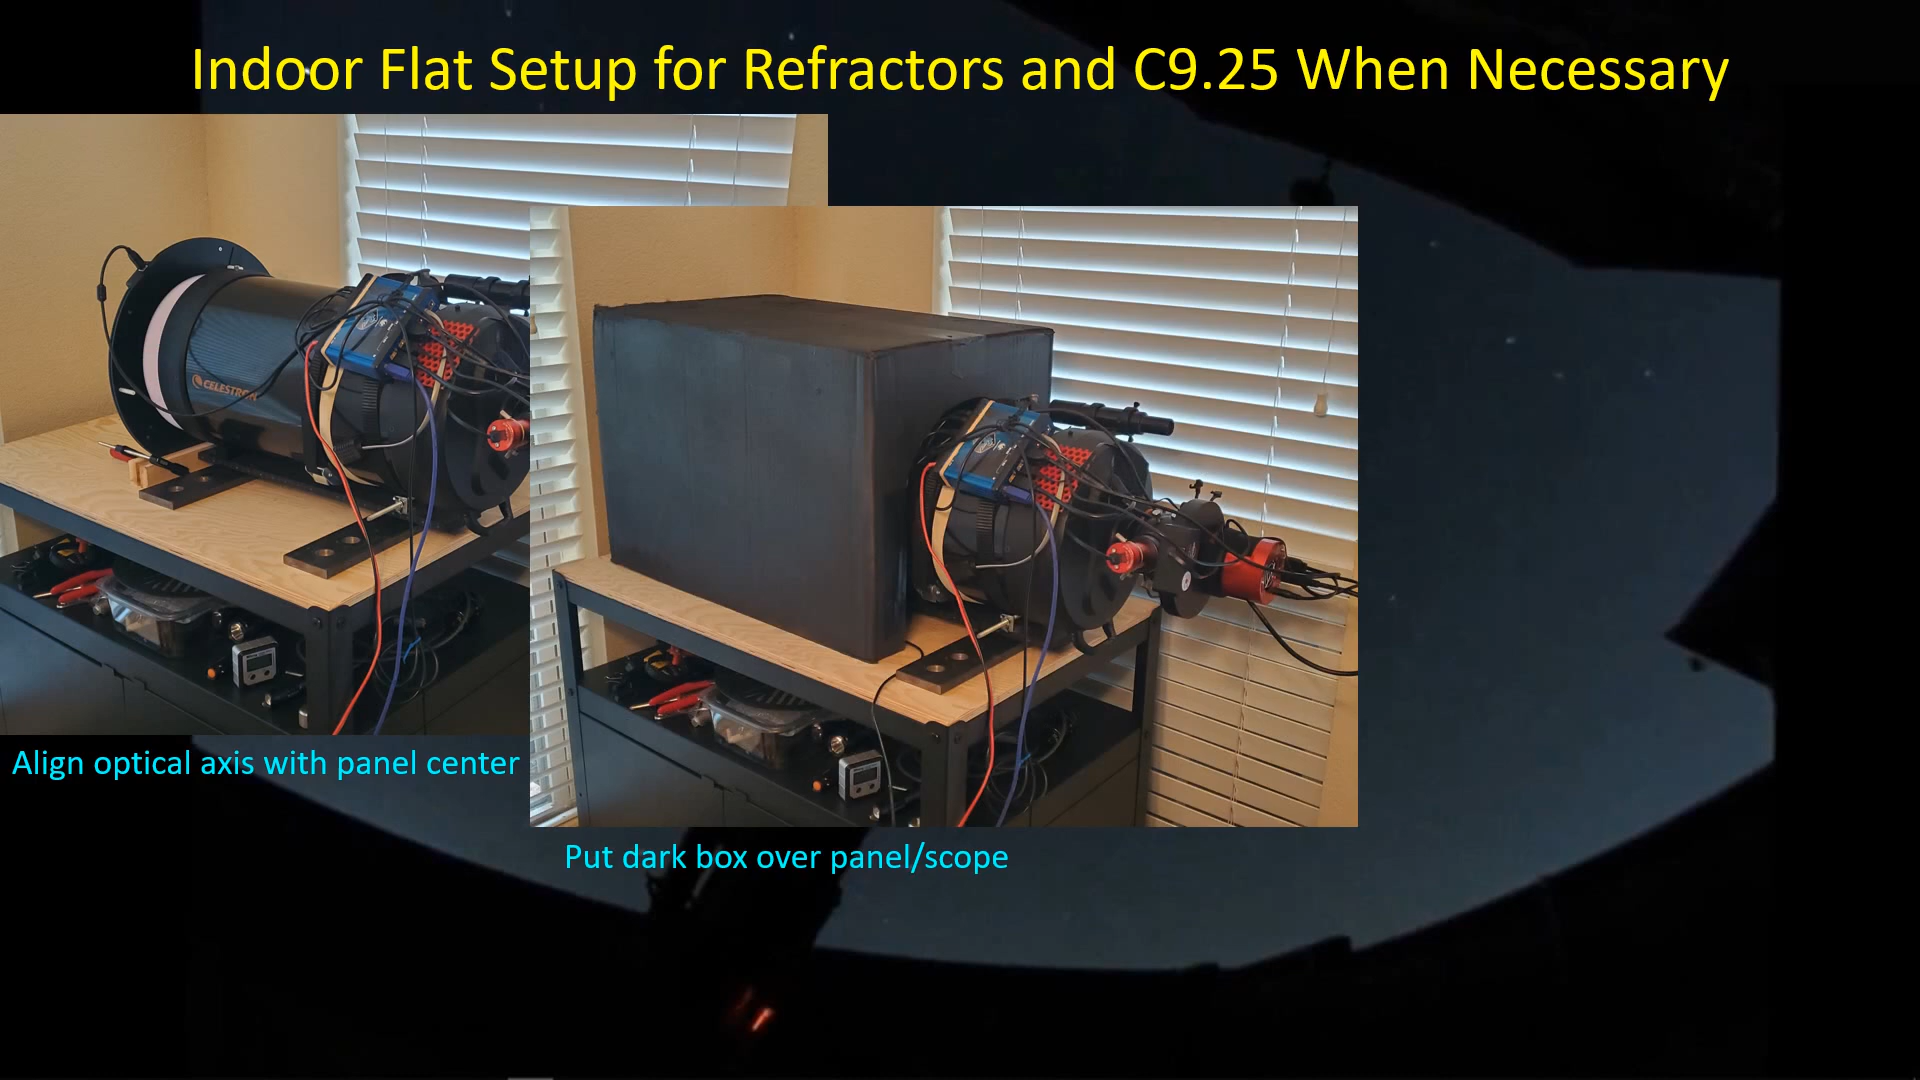 Indoor Flat Setup for Refractors and C9.25 When Necessary
CELESTRON
Align optical axis with panel center
Put dark box over panel/scope